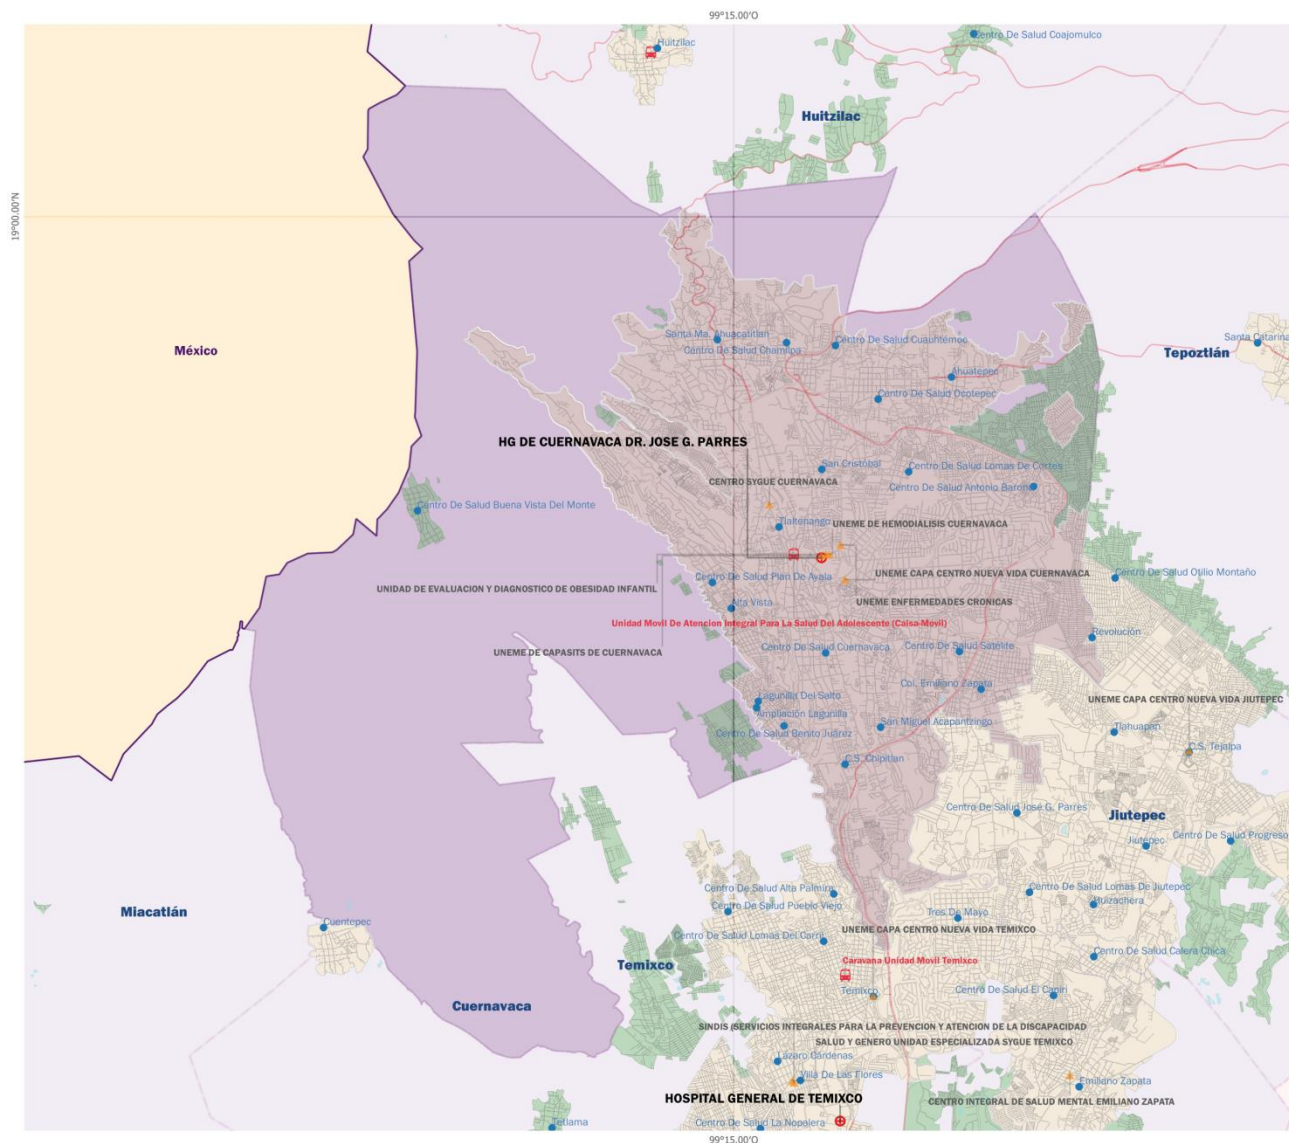 99°15.00'O
Huitzilac
Centro De Salud Coajomulco
Huitzilac
19°00.00'N
México
Santa Ma. Ahuacatitlán
Centro De Salud Chamilpa
Centro De Salud Cuauhtémoc
Santa Catarina
Tepoztlán
Ahuatepec
Centro De Salud Ocotepec
HG DE CUERNAVACA DR. JOSE G. PARRES
San Cristóbal
Centro De Salud Lomas De Cortes
CENTRO SYGUE CUERNAVACA
Centro De Salud Antonio Barona
Centro De Salud Buena Vista Del Monte
Tlaltenango
UNEME DE HEMODIALISIS CUERNAVACA
UNEME CAPA CENTRO NUEVA VIDA CUERNAVACA
Centro De Salud Otilio Montaño
Centro De Salud Plan De Ayala
UNIDAD DE EVALUACION Y DIAGNOSTICO DE OBESIDAD INFANTIL
Alta Vista
UNEME ENFERMEDADES CRONICAS
Unidad Movil De Atencion Integral Para La Salud Del Adolescente (Caisa-Movil)
Revolución
UNEME DE CAPASITS DE CUERNAVACA
Centro De Salud Cuernavaca
Centro De Salud Satélite
Col. Emiliano Zapata
Lagunilla Del Salto
UNEME CAPA CENTRO NUEVA VIDA JIUTEPEC
Ampliación Lagunilla
San Miguel Acapantzingo
Centro De Salud Benito Juárez
Tlahuapan
C.S. Tejalpa
C.S. Chipitlan
Centro De Salud José G. Parres
Jiutepec
Centro De Salud Progreso
Jiutepec
Centro De Salud Alta Palmira
Centro De Salud Lomas De Jiutepec
Huizachera
Miacatlán
Centro De Salud Pueblo Viejo
Tres De Mayo
Cuentepec
UNEME CAPA CENTRO NUEVA VIDA TEMIXCO
Centro De Salud Lomas Del Carril
Centro De Salud Calera Chica
Temixco
Caravana Unidad Movil Temixco
Temixco
Centro De Salud El Capiri
Cuernavaca
SINDIS (SERVICIOS INTEGRALES PARA LA PREVENCION Y ATENCION DE LA DISCAPACIDAD
SALUD Y GENERO UNIDAD ESPECIALIZADA SYGUE TEMIXCO
Lázaro Cárdenas
Villa De Las Flores
Emiliano Zapata
HOSPITAL GENERAL DE TEMIXCO
CENTRO INTEGRAL DE SALUD MENTAL EMILIANO ZAPATA
Tetlama
Centro De Salud La Nopalera
99°15.00'O